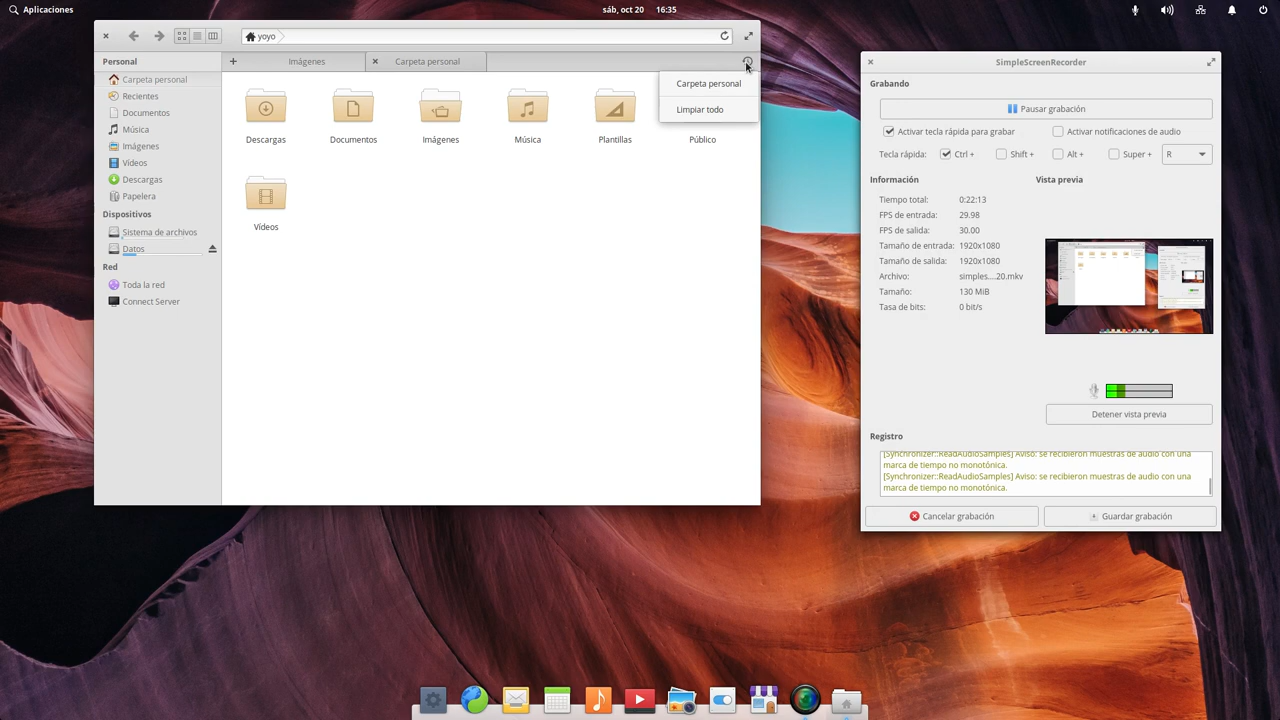 Aplicaciones
sáb, oct 20 16:35
yoyo
Personal
Carpeta personal
Recientes
Documentos
Música
Imágenes
Vídeos
Descargas
Papelera
Dispositivos
Sistema de archivos
Datos
Red
Toda la red
Connect Server
Imágenes
Carpeta personal
Carpeta personal
Limpiar todo
Descargas
Documentos
Imágenes
Música
Plantillas
Público
Vídeos
SimpleScreenRecorder
Grabando
Pausar grabación
Activar tecla rápida para grabar
Activar notificaciones de audio
Tecla rápida: Ctrl + Shift + Alt + Super + R
Información
Vista previa
Tiempo total: 0:22:13
FPS de entrada: 29.98
FPS de salida: 30.00
Tamaño de entrada: 1920x1080
Tamaño de salida: 1920x1080
Archivo: simples....20.mkv
Tamaño: 130 MiB
Tasa de bits: 0 bit/s
Detener vista previa
Registro
[Synchronizer::ReadAudioSamples] Aviso: se recibieron muestras de audio con una
marca de tiempo no monotónica.
[Synchronizer::ReadAudioSamples] Aviso: se recibieron muestras de audio con una
marca de tiempo no monotónica.
Cancelar grabación
Guardar grabación